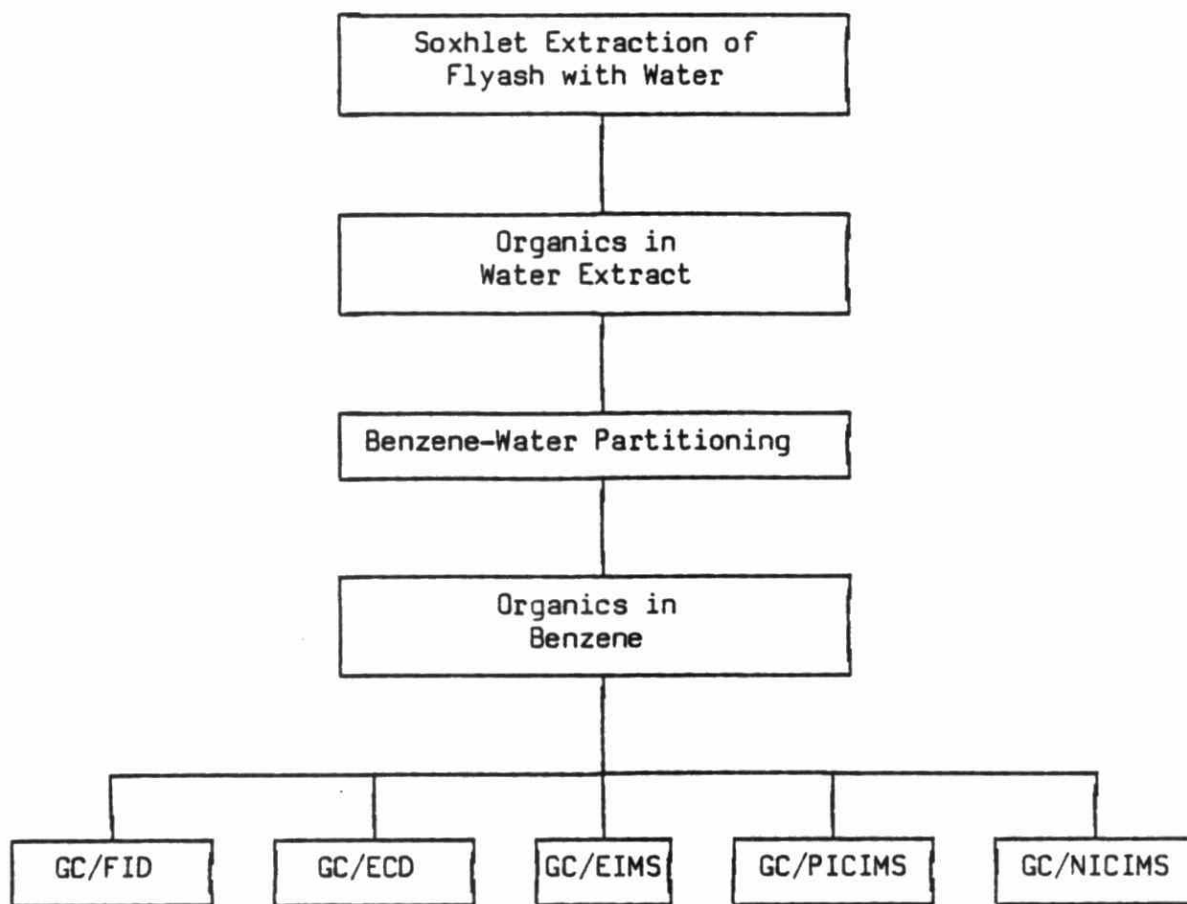 Soxhlet Extraction of
Flyash with Water
Organics in
Water Extract
Benzene-Water Partitioning
Organics in
Benzene
GC/FID
GC/ECD
GC/EIMS
GC/PICIMS
GC/NICIMS